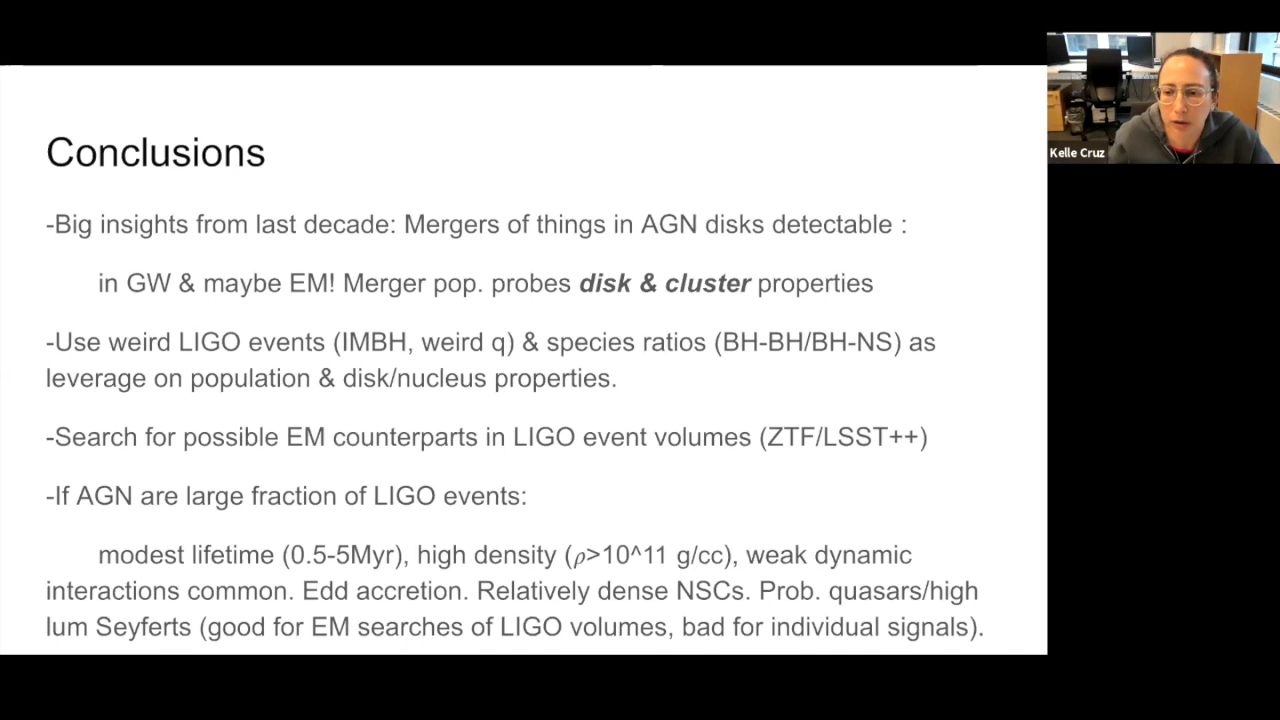 Conclusions
-Big insights from last decade: Mergers of things in AGN disks detectable :
in GW & maybe EM! Merger pop. probes disk & cluster properties
-Use weird LIGO events (IMBH, weird q) & species ratios (BH-BH/BH-NS) as
leverage on population & disk/nucleus properties.
-Search for possible EM counterparts in LIGO event volumes (ZTF/LSST++)
-If AGN are large fraction of LIGO events:
modest lifetime (0.5-5Myr), high density (𝜌>10^11 g/cc), weak dynamic
interactions common. Edd accretion. Relatively dense NSCs. Prob. quasars/high
lum Seyferts (good for EM searches of LIGO volumes, bad for individual signals).
Kelle Cruz